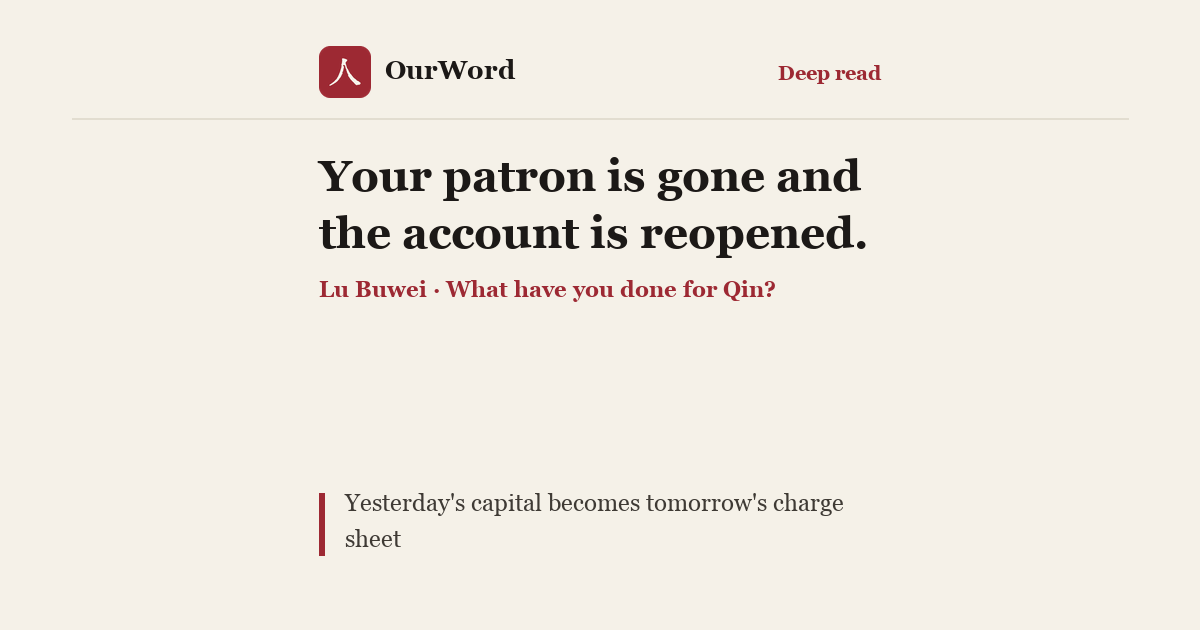 人 OurWord
Deep read
Your patron is gone and
the account is reopened.
Lu Buwei · What have you done for Qin?
Yesterday's capital becomes tomorrow's charge
sheet